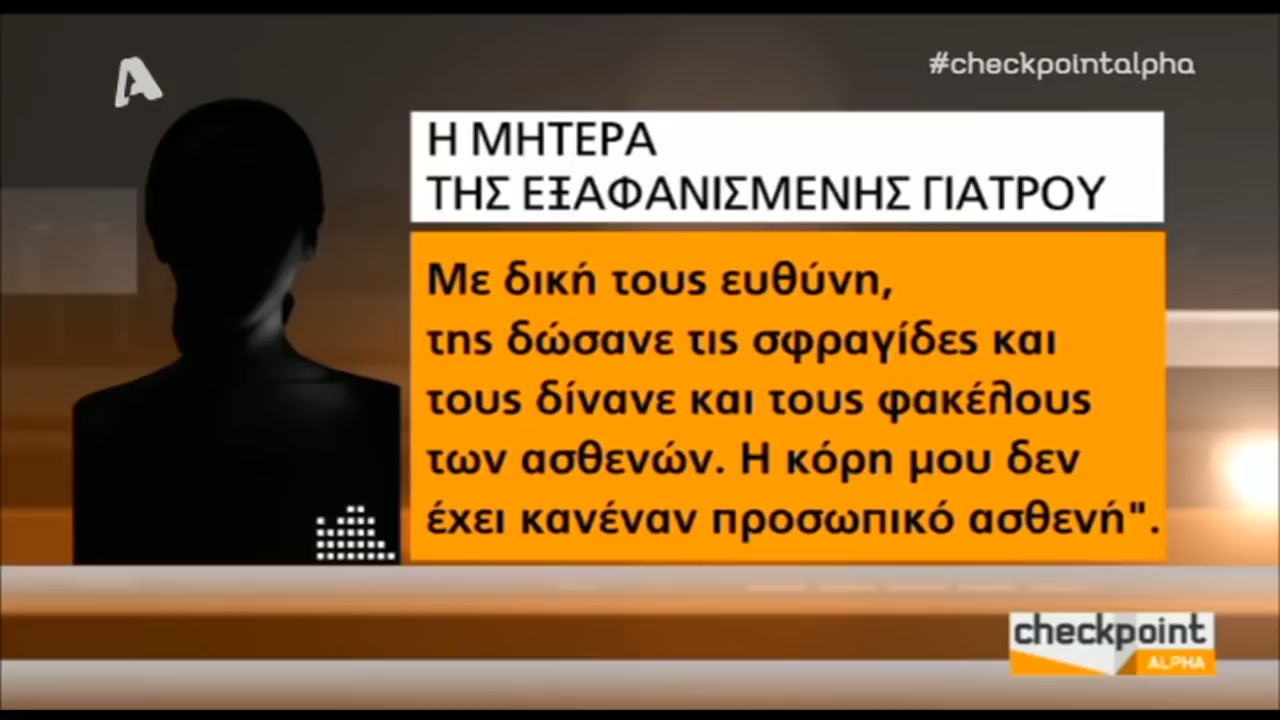 #checkpointalpha
Η ΜΗΤΕΡΑ
ΤΗΣ ΕΞΑΦΑΝΙΣΜΕΝΗΣ ΓΙΑΤΡΟΥ
Με δική τους ευθύνη,
της δώσανε τις σφραγίδες και
τους δίνανε και τους φακέλους
των ασθενών. Η κόρη μου δεν
έχει κανέναν προσωπικό ασθενή".
checkpoint
ALPHA